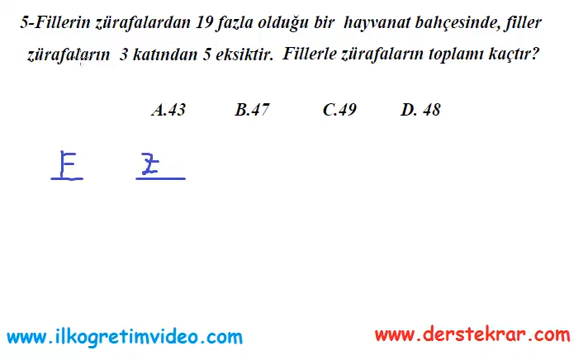 5-Fillerin zürafalardan 19 fazla olduğu bir hayvanat bahçesinde, filler
zürafaların 3 katından 5 eksiktir. Fillerle zürafaların toplamı kaçtır?
A.43 B.47 C.49 D. 48
F Z
www.ilkogretimvideo.com www.derstekrar.com